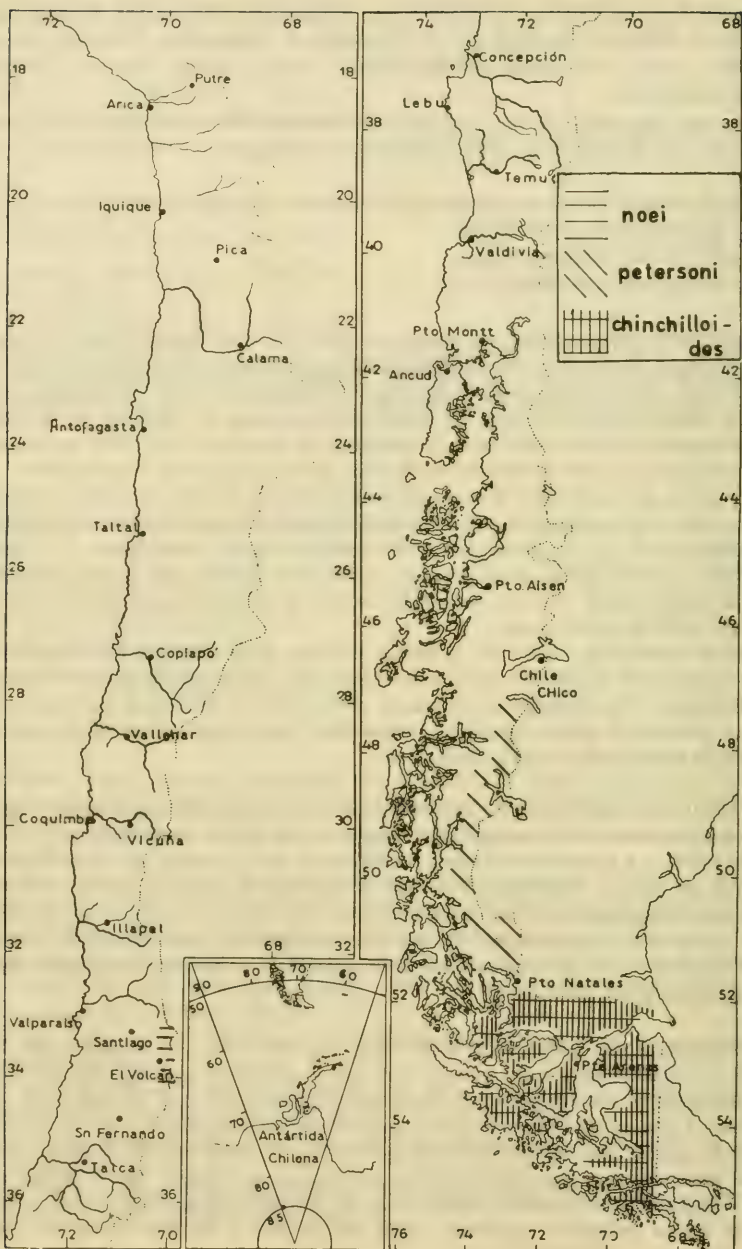 72 70 68
18
Putre
Arica
20
Iquique
Pica
22
Calama
Antofagasta
24
Taltal
26
Copiapo
28
Vallenar
Coquimb
30
Vicuña
Illapel
32
Valparaiso
Santiago
El Volcán
34
Sn Fernando
Talca
36
72 70
68 32
80 70 60
90
50
60
70
Antártida
Chilena
80
85
74 72 70 68
18
Concepción
Lebu
38 38
Temu
20
40
Valdivia
noei
petersoni
chinchilloi-
des
22
Pto Montt
Ancud
42 42
24
44 44
26
Pto. Aisen
46 46
Chile
CHico
28
48 48
30
50 50
52
Pto Natales
52
Pta Arenas
34
54
54
36
76 74 72 70 68